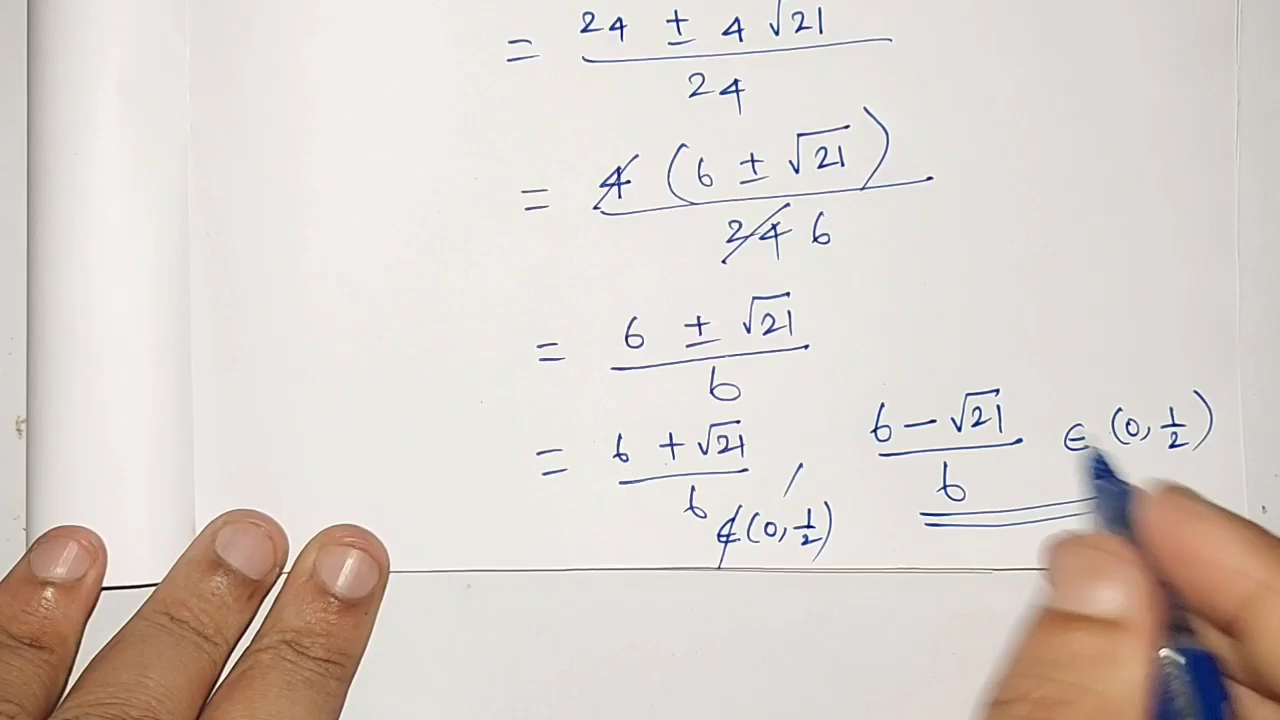 = 24 ± 4 √21 / 24
= 4 (6 ± √21) / 24 6
= 6 ± √21 / 6
= 6 + √21 / 6 ∉ (0, 1/2) , 6 − √21 / 6 ∈ (0, 1/2)